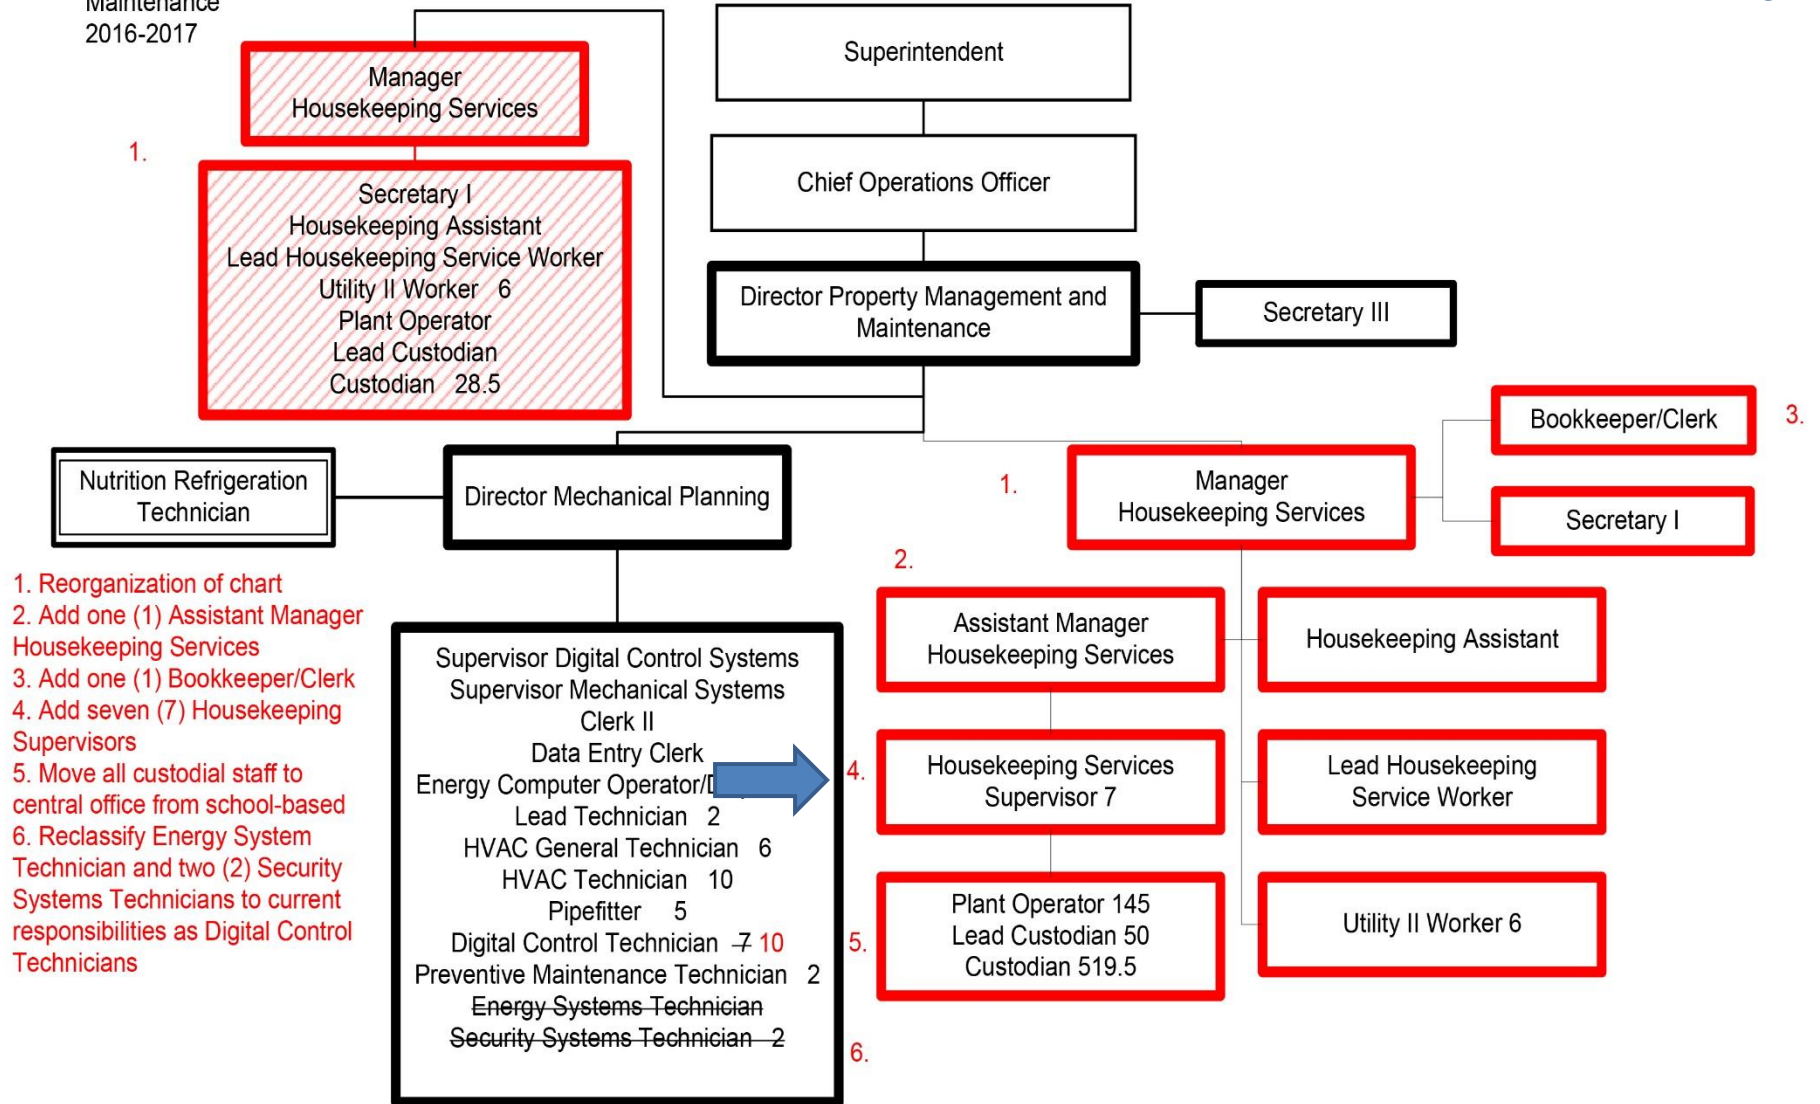 Maintenance
2016-2017
Manager
Housekeeping Services
1.
Secretary I
Housekeeping Assistant
Lead Housekeeping Service Worker
Utility II Worker 6
Plant Operator
Lead Custodian
Custodian 28.5
Superintendent
Chief Operations Officer
Director Property Management and
Maintenance
Secretary III
Nutrition Refrigeration
Technician
Director Mechanical Planning
1.
Manager
Housekeeping Services
Bookkeeper/Clerk
3.
Secretary I
1. Reorganization of chart
2. Add one (1) Assistant Manager
Housekeeping Services
3. Add one (1) Bookkeeper/Clerk
4. Add seven (7) Housekeeping
Supervisors
5. Move all custodial staff to
central office from school-based
6. Reclassify Energy System
Technician and two (2) Security
Systems Technicians to current
responsibilities as Digital Control
Technicians
Supervisor Digital Control Systems
Supervisor Mechanical Systems
Clerk II
Data Entry Clerk
Energy Computer Operator/
Lead Technician 2
HVAC General Technician 6
HVAC Technician 10
Pipefitter 5
Digital Control Technician 7 10
Preventive Maintenance Technician 2
Energy Systems Technician
Security Systems Technician 2
6.
2.
Assistant Manager
Housekeeping Services
Housekeeping Assistant
4.
Housekeeping Services
Supervisor 7
Lead Housekeeping
Service Worker
5.
Plant Operator 145
Lead Custodian 50
Custodian 519.5
Utility II Worker 6